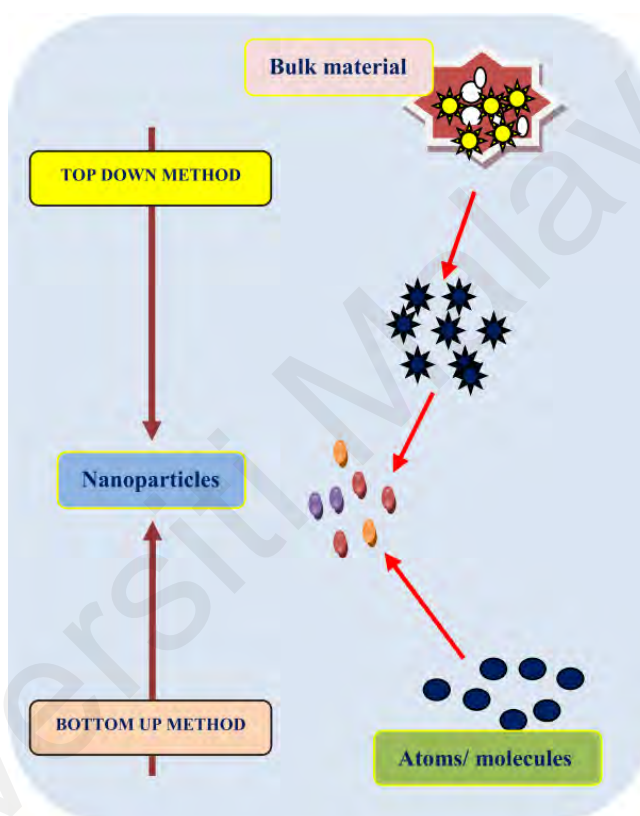 Bulk material
TOP DOWN METHOD
Nanoparticles
BOTTOM UP METHOD
Atoms/ molecules